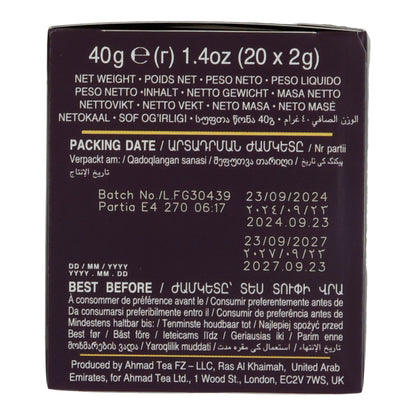 40g ℮ (r) 1.4oz (20 x 2g)
NET WEIGHT • POIDS NET • PESO NETO • PESO LIQUIDO
PESO NETTO • INHALT • NETTO GEWICHT • MASA NETTO
NETTOVIKT • NETTO VEKT • NETO MASA • NETO MASĖ
NETOKAAL • SOF OG'IRLIGI • სუფთა წონა 40გ • الوزن الصافي ٤٠ غرام
PACKING DATE / ԱՐՏԱԴՐՄԱՆ ԺԱՄԿԵՏԸ / Nr partii
Verpackt am: / Qadoqlangan sanasi / შეფუთვა თარიღი / پیکنگ کی تاریخ
تاريخ الإنتاج
Batch No./L.FG30439 23/09/2024
Partia E4 270 06:17 ٢٠٢٤/٠٩/٢٣
2024.09.23
23/09/2027
٢٠٢٧/٠٩/٢٣
DD / MM / YYYY
YYYY . MM . DD 2027.09.23
BEST BEFORE / ԺԱՄԿԵՏԸ՝ ՏԵՍ ՏՈՒՓԻ ՎՐԱ
À consommer de préférence avant le / Consumir preferentemente antes de
Da consumarsi preferibilmente entro il / Consumir de preferência antes de
Mindestens haltbar bis: / Tenminste houdbaar tot / Najlepiej spożyć przed
Best før / Bäst före / Geriausias iki / Parim enne
მოხმარების ვადა / Yaroqlilik muddati / استعمال کی مقررہ مدت / تاريخ الانتهاء
Produced by Ahmad Tea FZ – LLC, Ras Al Khaimah, United Arab
Emirates, for Ahmad Tea Ltd., 1 Wood St., London, EC2V 7WS, UK